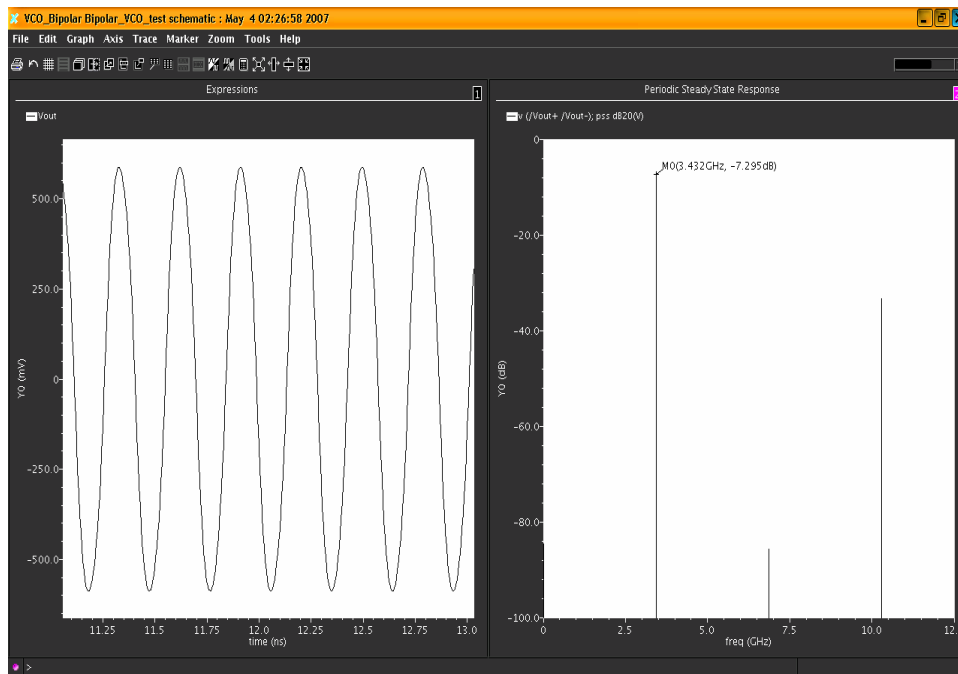 VCO_Bipolar Bipolar_VCO_test schematic : May 4 02:26:58 2007
File Edit Graph Axis Trace Marker Zoom Tools Help
Expressions
1
Vout
500.0
250.0
0
-250.0
-500.0
Y0 (mV)
11.25 11.5 11.75 12.0 12.25 12.5 12.75 13.0
time (ns)
Periodic Steady State Response
v (/Vout+ /Vout-); pss dB20(V)
M0(3.432GHz, -7.295dB)
0
-20.0
-40.0
-60.0
-80.0
-100.0
Y0 (dB)
0 2.5 5.0 7.5 10.0 12.
freq (GHz)
>